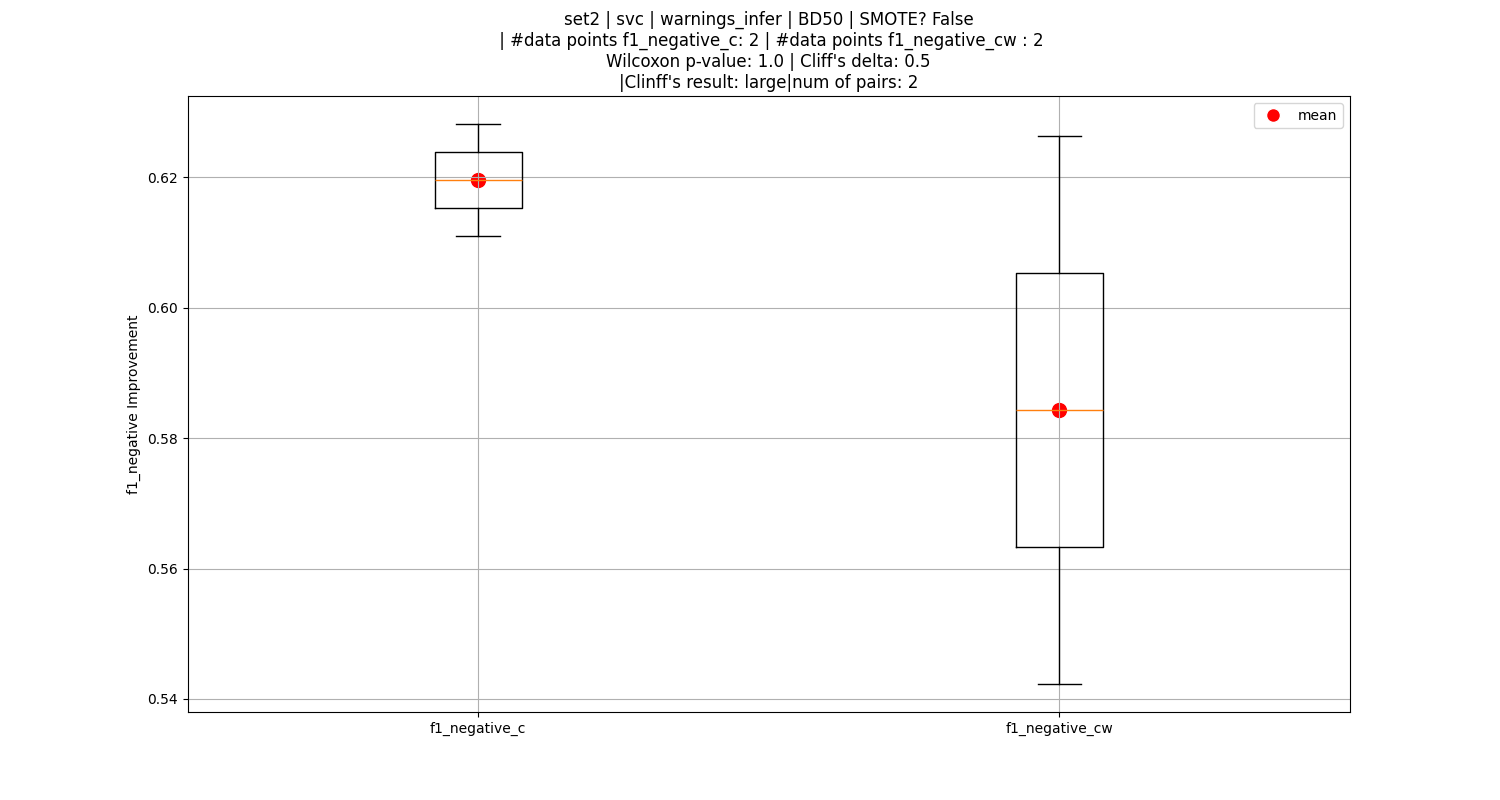 set2 | svc | warnings_infer | BD50 | SMOTE? False
| #data points f1_negative_c: 2 | #data points f1_negative_cw : 2
Wilcoxon p-value: 1.0 | Cliff's delta: 0.5
|Clinff's result: large|num of pairs: 2
mean
0.62
0.60
0.58
0.56
0.54
f1_negative Improvement
f1_negative_c
f1_negative_cw